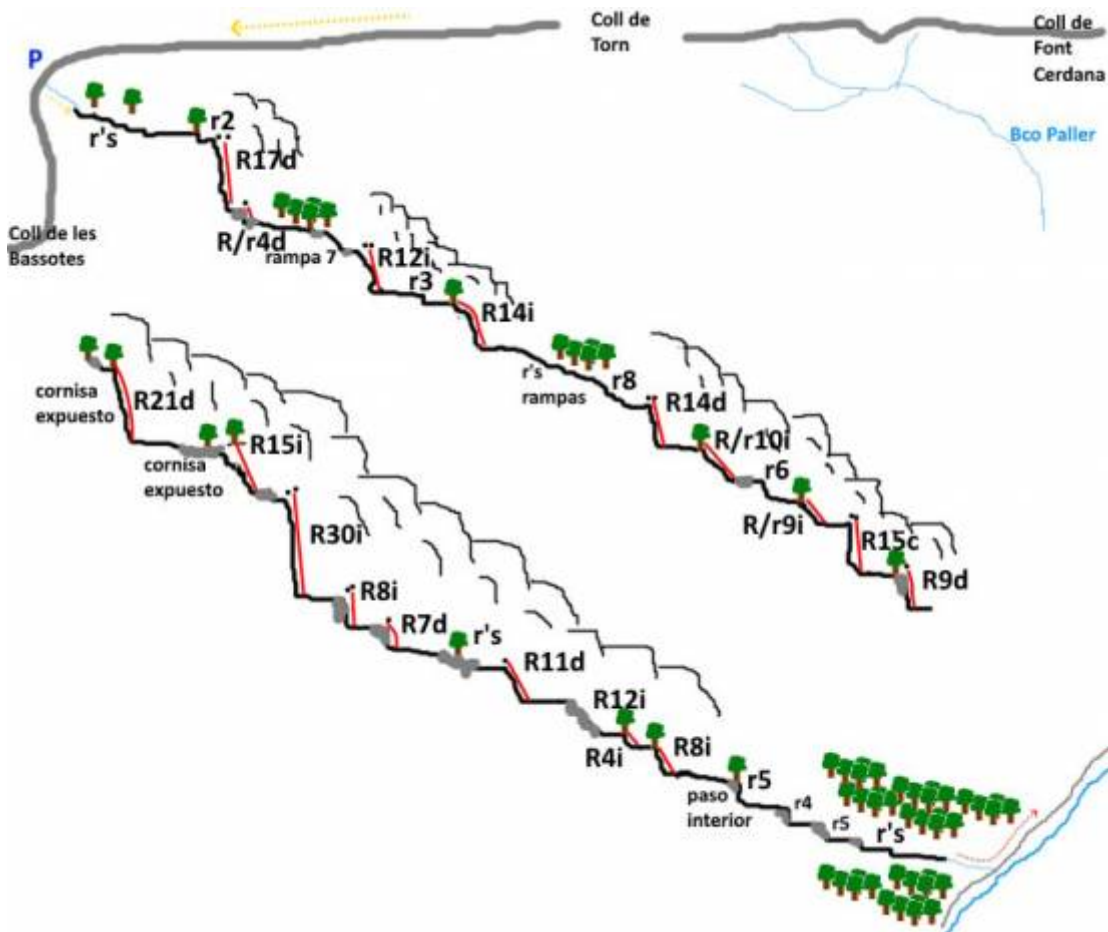 Coll de
Torn
Coll de
Font
Cerdana
Bco Paller
P
r's
r2
R17d
Coll de les
Bassotes
R/r4d
rampa 7
R12i
r3
R14i
r's
rampas
r8
R14d
R/r10i
r6
R/r9i
R15c
R9d
cornisa
expuesto
R21d
cornisa
expuesto
R15i
R30i
R8i
R7d
r's
R11d
R12i
R4i
R8i
paso
interior
r5
r4
r5
r's